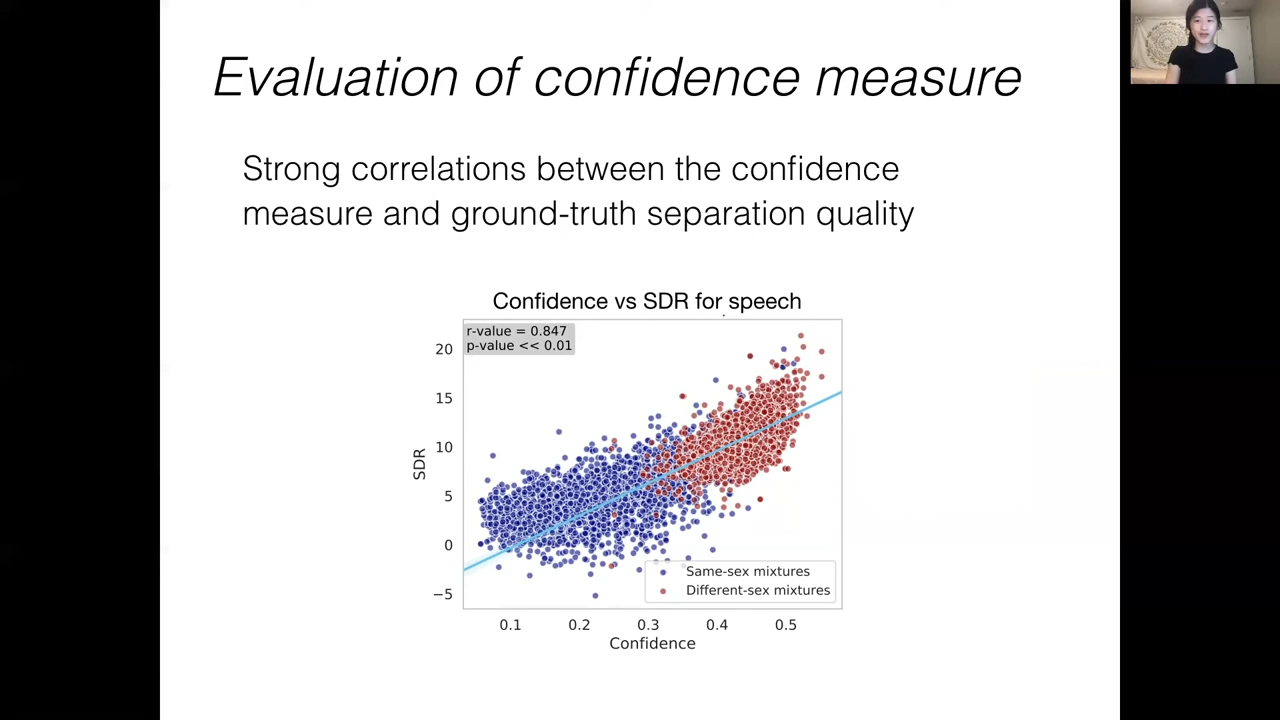 Evaluation of confidence measure
Strong correlations between the confidence
measure and ground-truth separation quality
Confidence vs SDR for speech
r-value = 0.847
p-value << 0.01
20
15
10
5
0
−5
SDR
Same-sex mixtures
Different-sex mixtures
0.1 0.2 0.3 0.4 0.5
Confidence